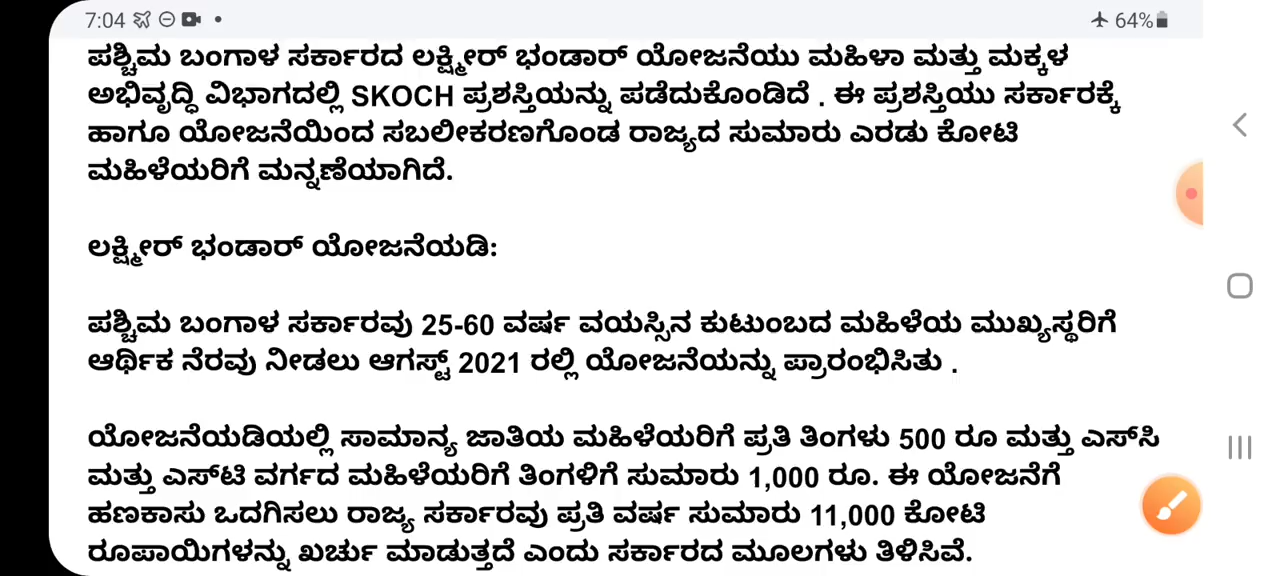 7:04
64%
ಪಶ್ಚಿಮ ಬಂಗಾಳ ಸರ್ಕಾರದ ಲಕ್ಷ್ಮೀರ್ ಭಂಡಾರ್ ಯೋಜನೆಯು ಮಹಿಳಾ ಮತ್ತು ಮಕ್ಕಳ
ಅಭಿವೃದ್ಧಿ ವಿಭಾಗದಲ್ಲಿ SKOCH ಪ್ರಶಸ್ತಿಯನ್ನು ಪಡೆದುಕೊಂಡಿದೆ . ಈ ಪ್ರಶಸ್ತಿಯು ಸರ್ಕಾರಕ್ಕೆ
ಹಾಗೂ ಯೋಜನೆಯಿಂದ ಸಬಲೀಕರಣಗೊಂಡ ರಾಜ್ಯದ ಸುಮಾರು ಎರಡು ಕೋಟಿ
ಮಹಿಳೆಯರಿಗೆ ಮನ್ನಣೆಯಾಗಿದೆ.
ಲಕ್ಷ್ಮೀರ್ ಭಂಡಾರ್ ಯೋಜನೆಯಡಿ:
ಪಶ್ಚಿಮ ಬಂಗಾಳ ಸರ್ಕಾರವು 25-60 ವರ್ಷ ವಯಸ್ಸಿನ ಕುಟುಂಬದ ಮಹಿಳೆಯ ಮುಖ್ಯಸ್ಥರಿಗೆ
ಆರ್ಥಿಕ ನೆರವು ನೀಡಲು ಆಗಸ್ಟ್ 2021 ರಲ್ಲಿ ಯೋಜನೆಯನ್ನು ಪ್ರಾರಂಭಿಸಿತು .
ಯೋಜನೆಯಡಿಯಲ್ಲಿ ಸಾಮಾನ್ಯ ಜಾತಿಯ ಮಹಿಳೆಯರಿಗೆ ಪ್ರತಿ ತಿಂಗಳು 500 ರೂ ಮತ್ತು ಎಸ್‌ಸಿ
ಮತ್ತು ಎಸ್‌ಟಿ ವರ್ಗದ ಮಹಿಳೆಯರಿಗೆ ತಿಂಗಳಿಗೆ ಸುಮಾರು 1,000 ರೂ. ಈ ಯೋಜನೆಗೆ
ಹಣಕಾಸು ಒದಗಿಸಲು ರಾಜ್ಯ ಸರ್ಕಾರವು ಪ್ರತಿ ವರ್ಷ ಸುಮಾರು 11,000 ಕೋಟಿ
ರೂಪಾಯಿಗಳನ್ನು ಖರ್ಚು ಮಾಡುತ್ತದೆ ಎಂದು ಸರ್ಕಾರದ ಮೂಲಗಳು ತಿಳಿಸಿವೆ.